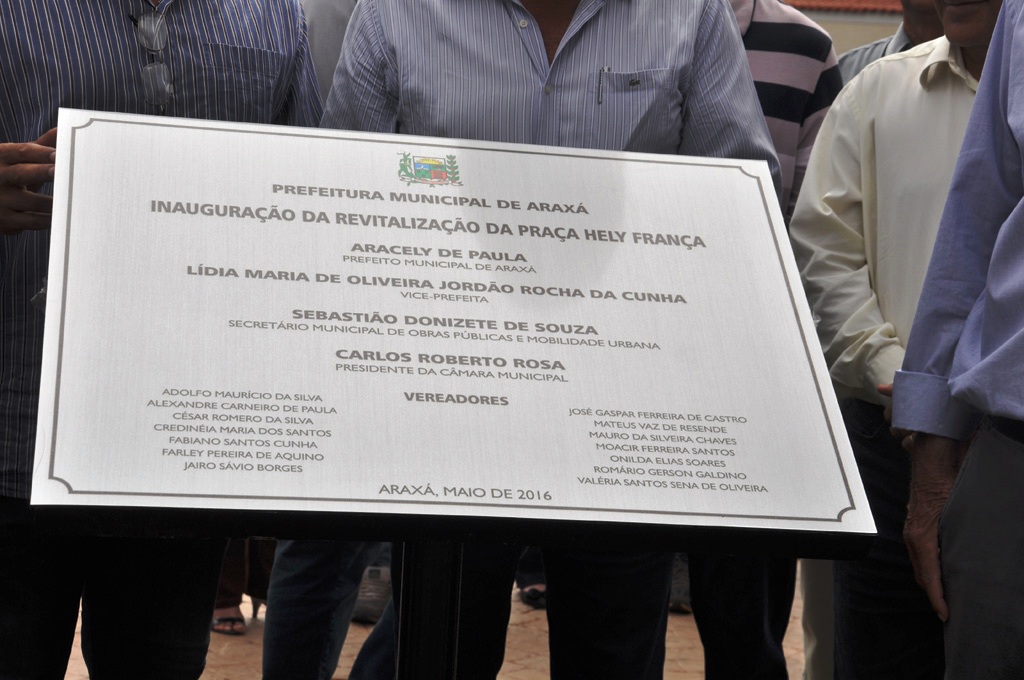 PREFEITURA MUNICIPAL DE ARAXÁ
INAUGURAÇÃO DA REVITALIZAÇÃO DA PRAÇA HELY FRANÇA
ARACELY DE PAULA
PREFEITO MUNICIPAL DE ARAXÁ
LÍDIA MARIA DE OLIVEIRA JORDÃO ROCHA DA CUNHA
VICE-PREFEITA
SEBASTIÃO DONIZETE DE SOUZA
SECRETÁRIO MUNICIPAL DE OBRAS PÚBLICAS E MOBILIDADE URBANA
CARLOS ROBERTO ROSA
PRESIDENTE DA CÂMARA MUNICIPAL
VEREADORES
ADOLFO MAURÍCIO DA SILVA
ALEXANDRE CARNEIRO DE PAULA
CÉSAR ROMERO DA SILVA
CREDINÉIA MARIA DOS SANTOS
FABIANO SANTOS CUNHA
FARLEY PEREIRA DE AQUINO
JAIRO SÁVIO BORGES
JOSÉ GASPAR FERREIRA DE CASTRO
MATEUS VAZ DE RESENDE
MAURO DA SILVEIRA CHAVES
MOACIR FERREIRA SANTOS
ONILDA ELIAS SOARES
ROMÁRIO GERSON GALDINO
VALÉRIA SANTOS SENA DE OLIVEIRA
ARAXÁ, MAIO DE 2016